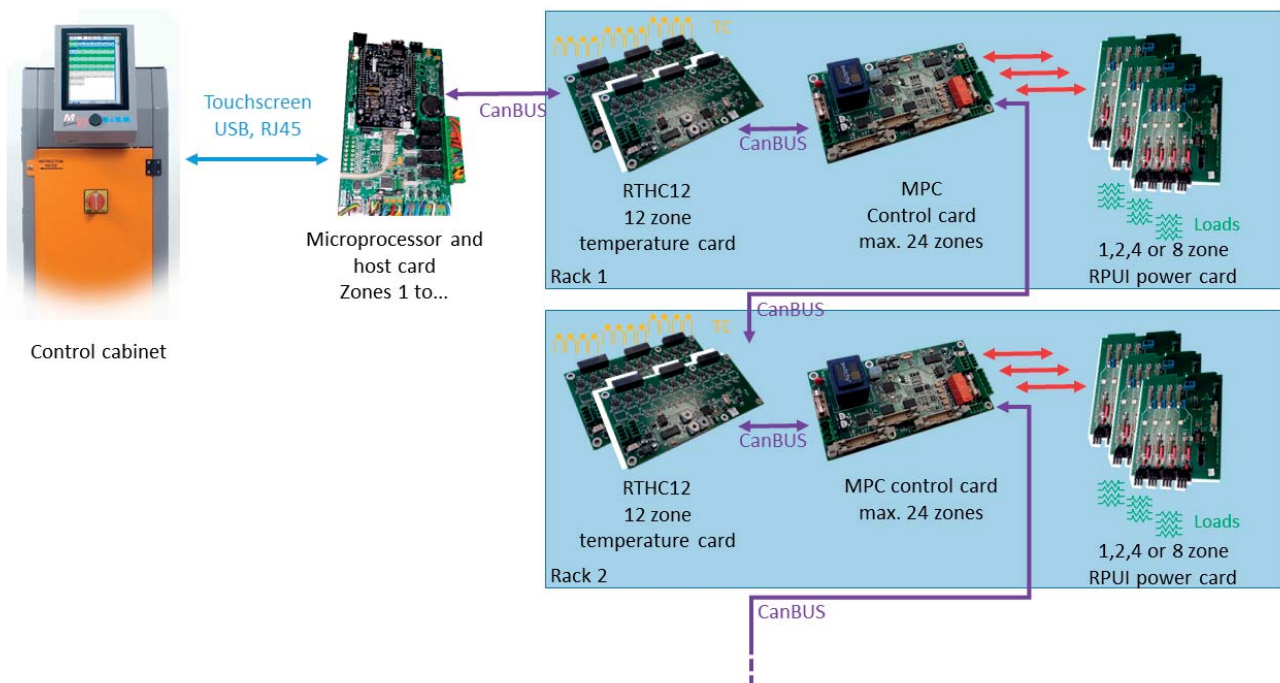 Touchscreen
USB, RJ45
Control cabinet
Microprocessor and
host card
Zones 1 to...
CanBUS
TC
RTHC12
12 zone
temperature card
Rack 1
CanBUS
MPC
Control card
max. 24 zones
Loads
1,2,4 or 8 zone
RPUI power card
CanBUS
TC
RTHC12
12 zone
temperature card
Rack 2
CanBUS
MPC control card
max. 24 zones
Loads
1,2,4 or 8 zone
RPUI power card
CanBUS